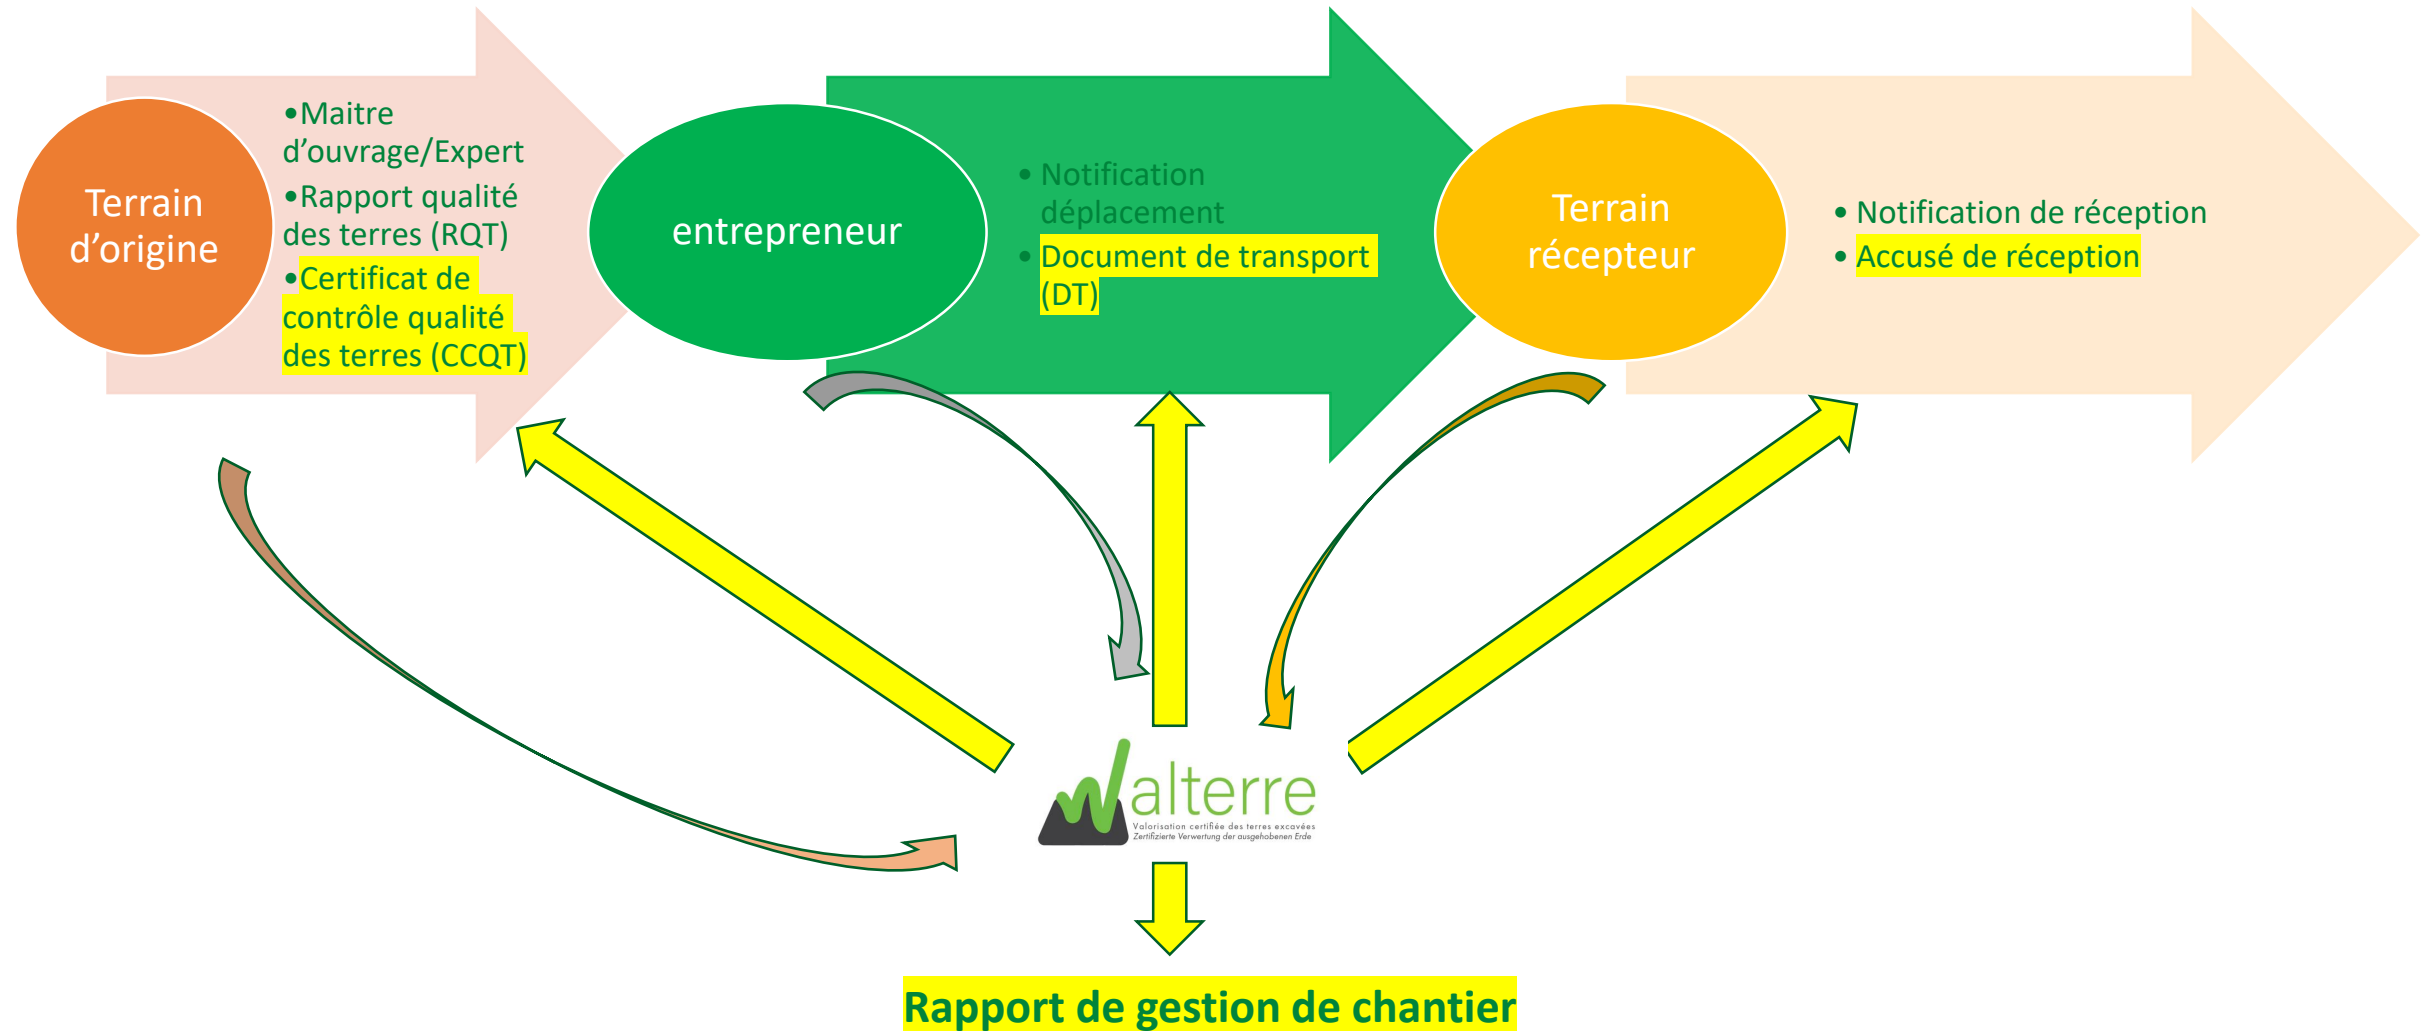 Terrain
d'origine
•Maitre
d'ouvrage/Expert
•Rapport qualité
des terres (RQT)
•Certificat de
contrôle qualité
des terres (CCQT)
entrepreneur
• Notification
déplacement
• Document de transport
(DT)
Terrain
récepteur
• Notification de réception
• Accusé de réception
Walterre
Valorisation certifiée des terres excavées
Zertifizierte Verwertung der ausgehobenen Erde
Rapport de gestion de chantier